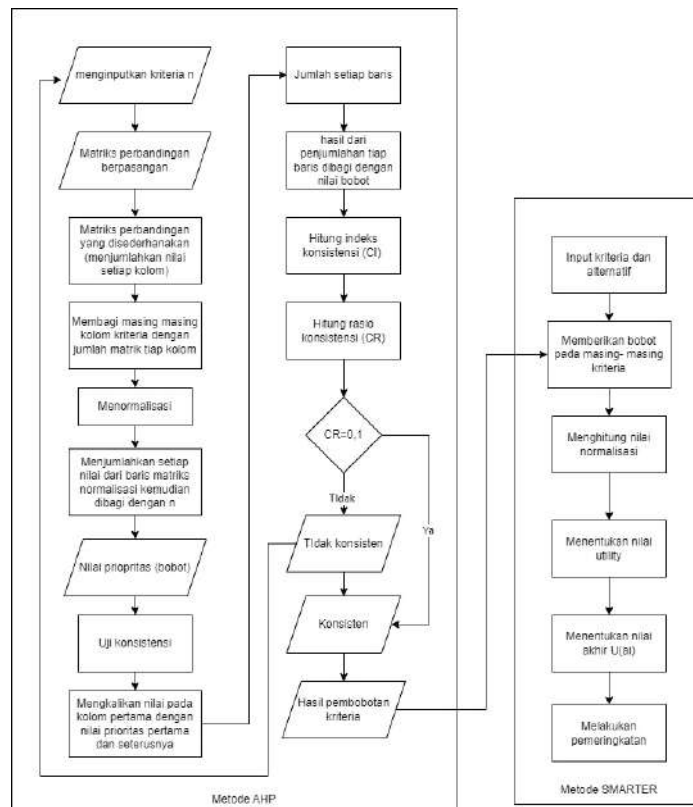 menginputkan kriteria n
Matriks perbandingan
berpasangan
Matriks perbandingan
yang disederhanakan
(menjumlahkan nilai
setiap kolom)
Membagi masing masing
kolom kriteria dengan
jumlah matrik tiap kolom
Menormalisasi
Menjumlahkan setiap
nilai dari baris matriks
normalisasi kemudian
dibagi dengan n
Nilai priopritas (bobot)
Uji konsistensi
Mengkalikan nilai pada
kolom pertama dengan
nilai prioritas pertama
dan seterusnya
Jumlah setiap baris
hasil dari
penjumlahan tiap
baris dibagi dengan
nilai bobot
Hitung indeks
konsistensi (CI)
Hitung rasio
konsistensi (CR)
CR=0,1
TIdak
Ya
TIdak konsisten
Konsisten
Hasil pembobotan
kriteria
Metode AHP
Input kriteria dan
alternatif
Memberikan bobot
pada masing- masing
kriteria
Menghitung nilai
normalisasi
Menentukan nilai
utility
Menentukan nilai
akhir U(ai)
Melakukan
pemeringkatan
Metode SMARTER